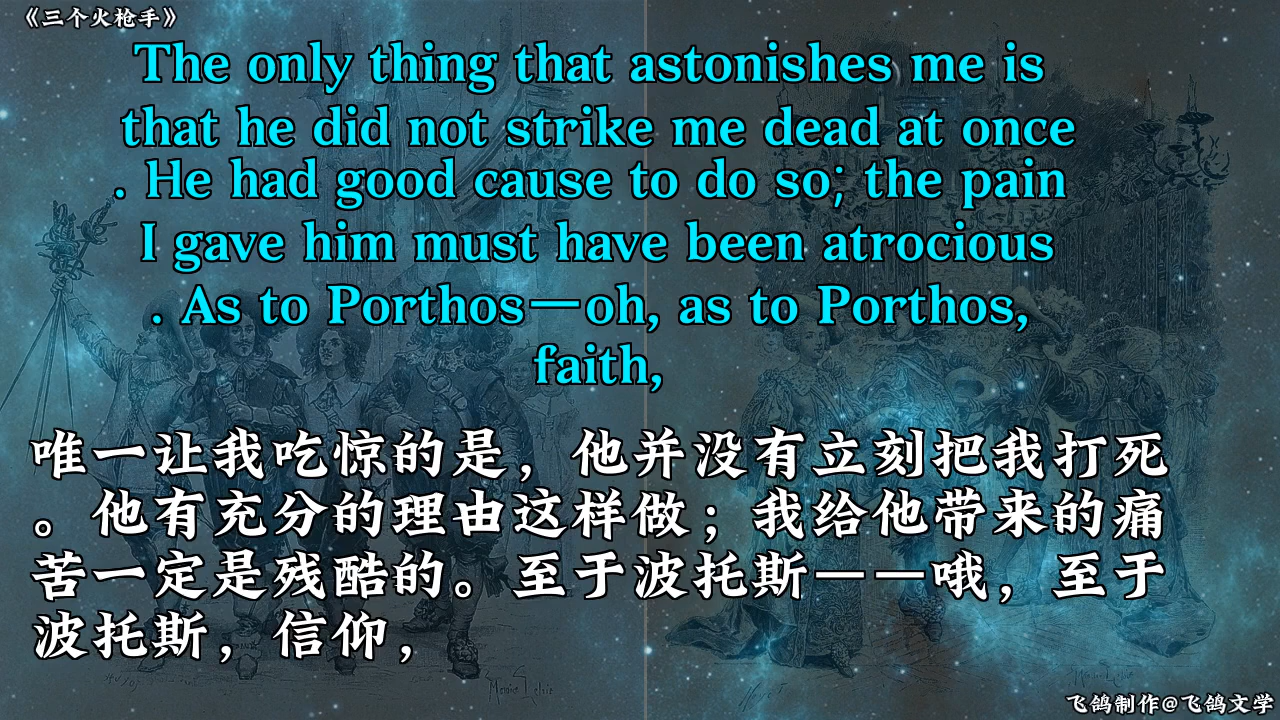 《三个火枪手》
The only thing that astonishes me is
that he did not strike me dead at once
. He had good cause to do so; the pain
I gave him must have been atrocious
. As to Porthos—oh, as to Porthos,
faith,
唯一让我吃惊的是，他并没有立刻把我打死
。他有充分的理由这样做；我给他带来的痛
苦一定是残酷的。至于波托斯——哦，至于
波托斯，信仰，
飞鸽制作@飞鸽文学